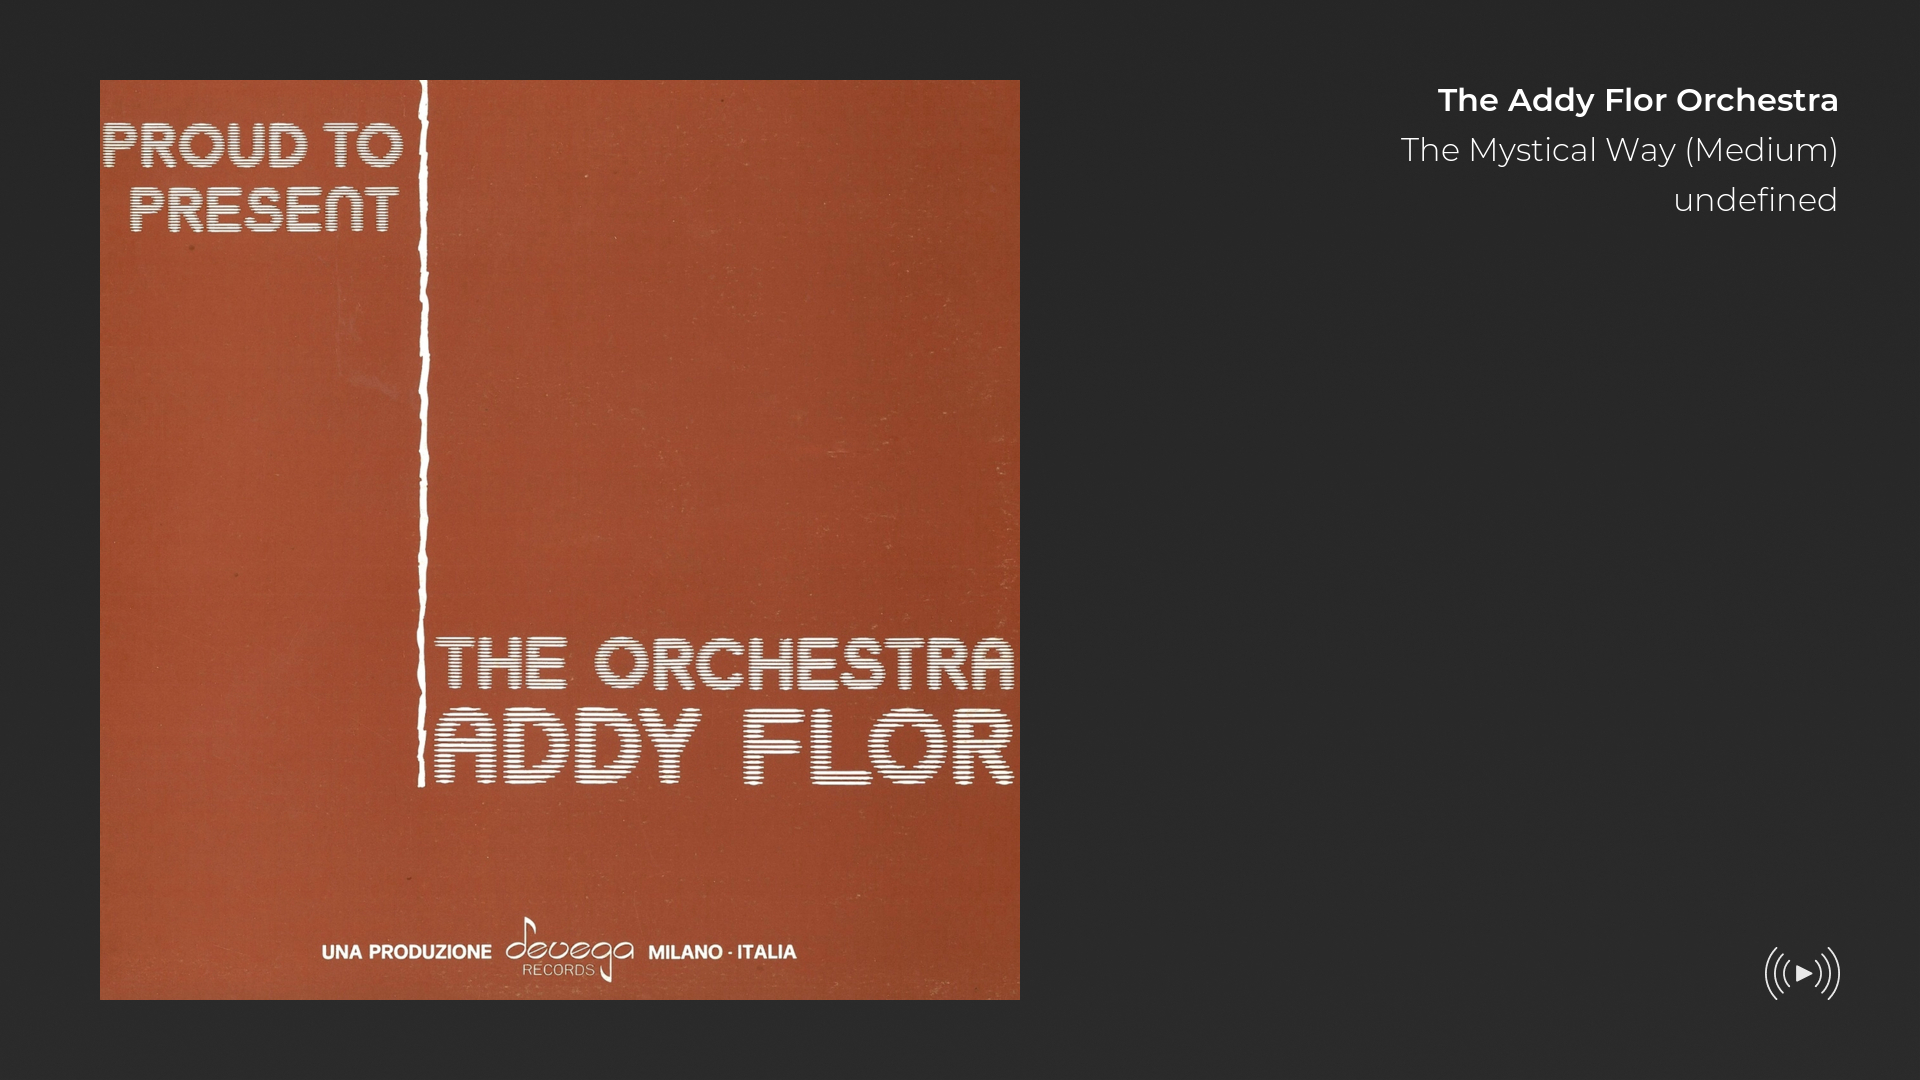 PROUD TO
PRESENT
THE ORCHESTRA
ADDY FLOR
UNA PRODUZIONE devega RECORDS MILANO - ITALIA
The Addy Flor Orchestra
The Mystical Way (Medium)
undefined